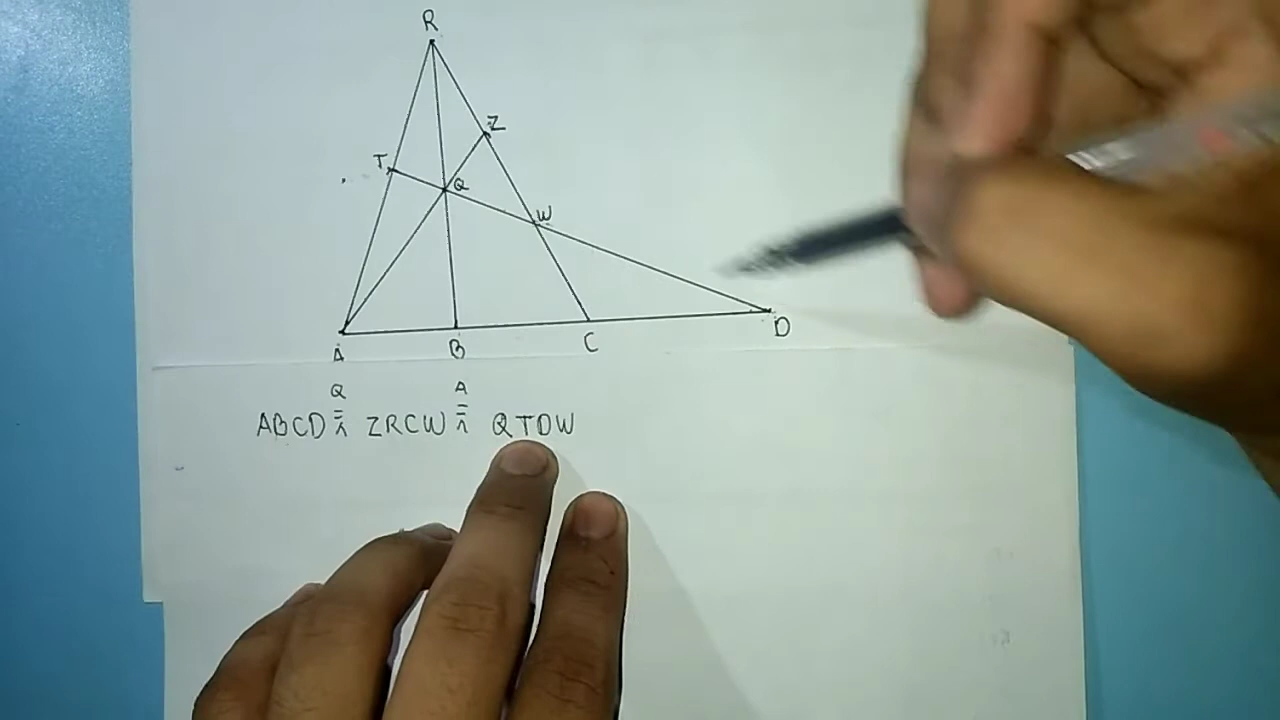 R
Z
T
Q
W
D
A B C
Q A
ABCD ⩞ ZRCW ⩞ QTDW